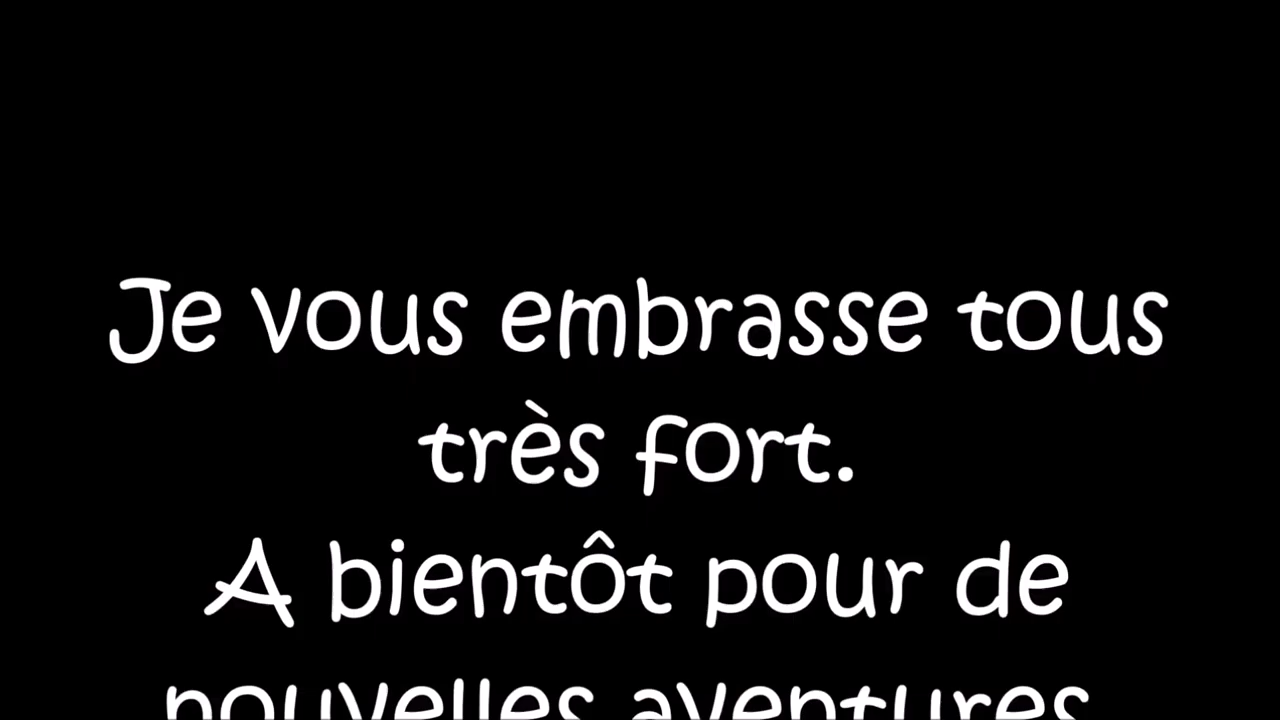 Je vous embrasse tous
très fort.
A bientôt pour de
nouvelles aventures